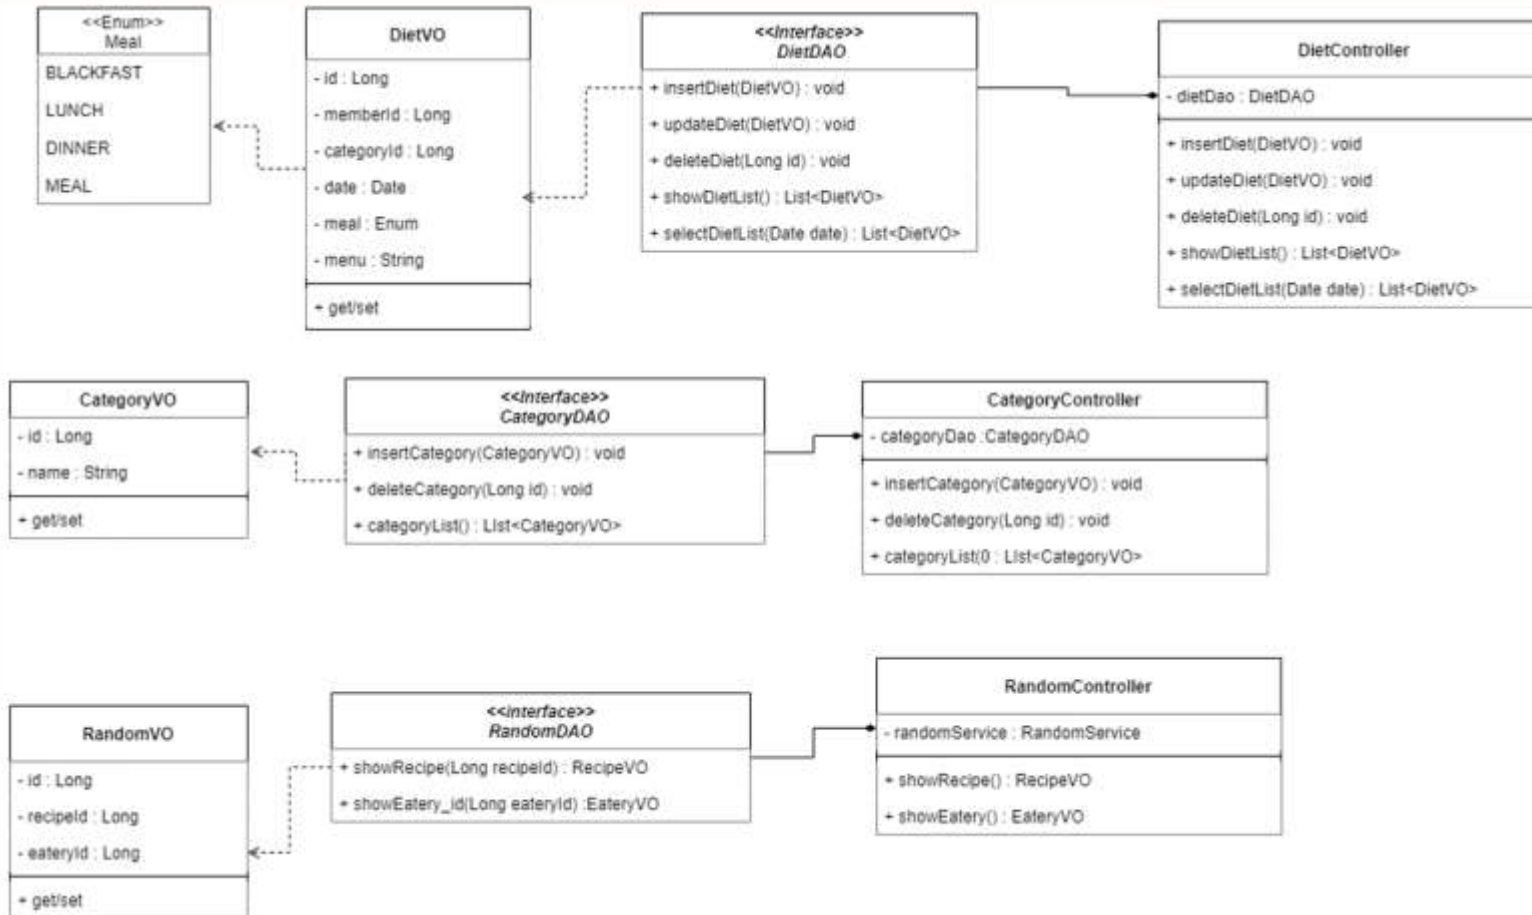 <<Enum>>
Meal
BLACKFAST
LUNCH
DINNER
MEAL
DietVO
- id : Long
- memberId : Long
- categoryId : Long
- date : Date
- meal : Enum
- menu : String
+ get/set
<<Interface>>
DietDAO
+ insertDiet(DietVO) : void
+ updateDiet(DietVO) : void
+ deleteDiet(Long id) : void
+ showDietList() : List<DietVO>
+ selectDietList(Date date) : List<DietVO>
DietController
- dietDao : DietDAO
+ insertDiet(DietVO) : void
+ updateDiet(DietVO) : void
+ deleteDiet(Long id) : void
+ showDietList() : List<DietVO>
+ selectDietList(Date date) : List<DietVO>
CategoryVO
- id : Long
- name : String
+ get/set
<<Interface>>
CategoryDAO
+ insertCategory(CategoryVO) : void
+ deleteCategory(Long id) : void
+ categoryList() : LIst<CategoryVO>
CategoryController
- categoryDao :CategoryDAO
+ insertCategory(CategoryVO) : void
+ deleteCategory(Long id) : void
+ categoryList(0 : LIst<CategoryVO>
RandomVO
- id : Long
- recipeId : Long
- eateryId : Long
+ get/set
<<Interface>>
RandomDAO
+ showRecipe(Long recipeId) : RecipeVO
+ showEatery_id(Long eateryId) :EateryVO
RandomController
- randomService : RandomService
+ showRecipe() : RecipeVO
+ showEatery() : EateryVO